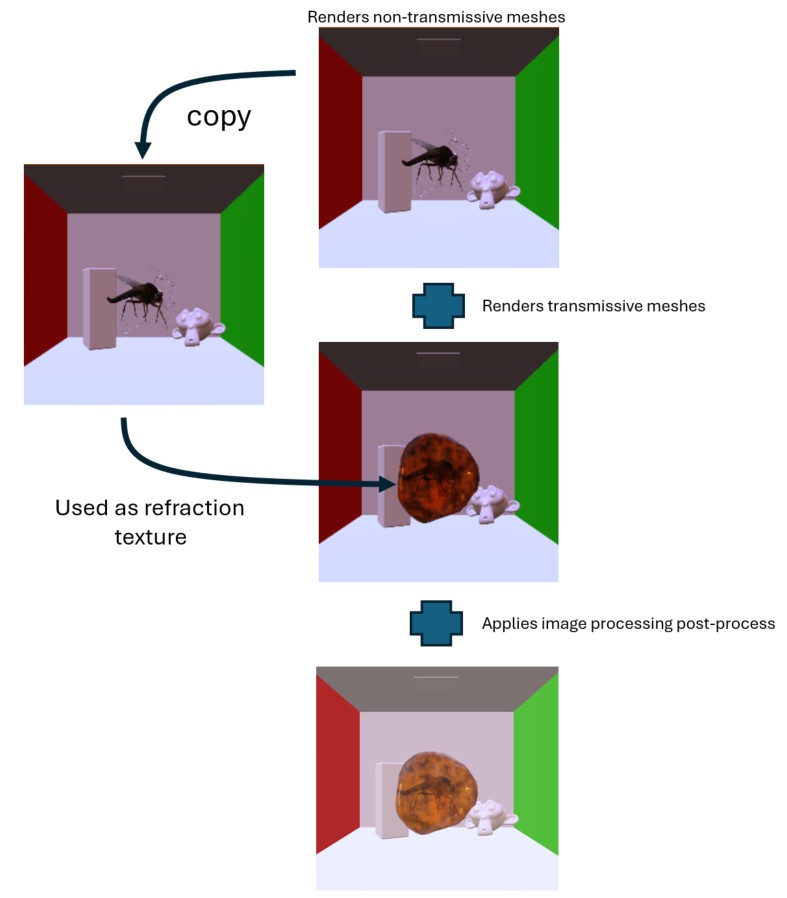 Renders non-transmissive meshes
copy
Renders transmissive meshes
Used as refraction
texture
Applies image processing post-process